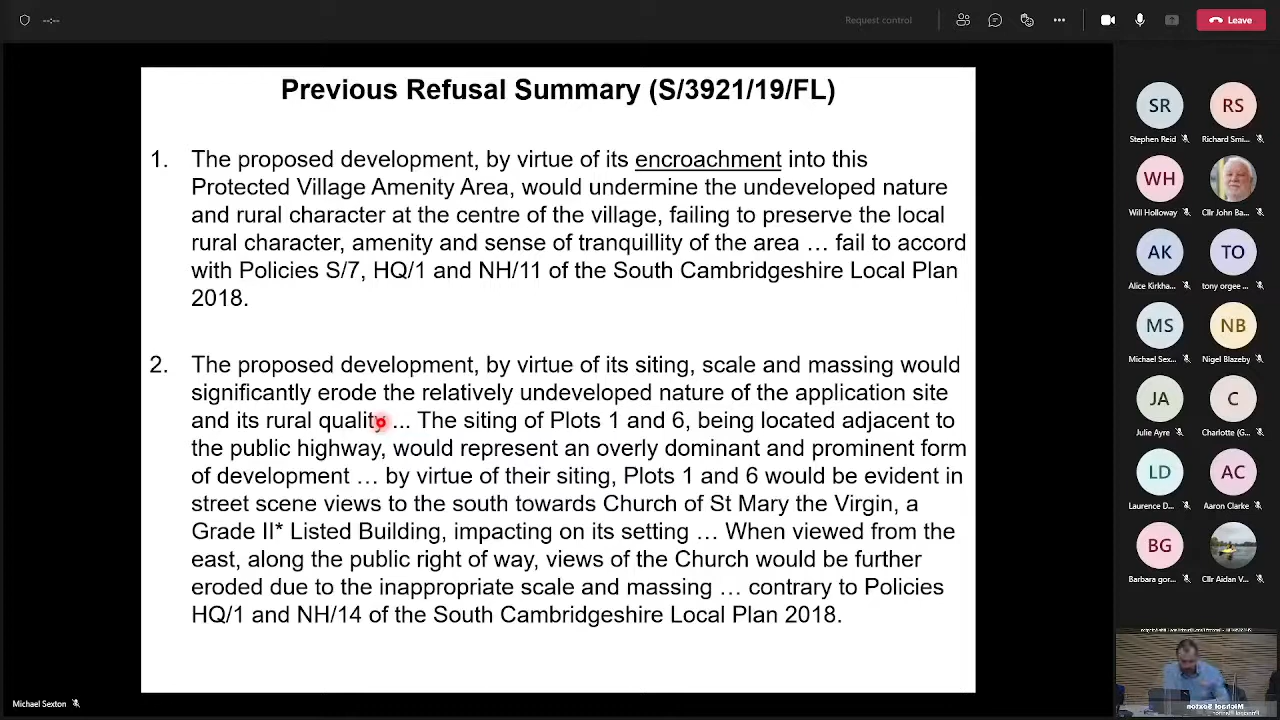 --:--
Request control
Leave
Previous Refusal Summary (S/3921/19/FL)
1. The proposed development, by virtue of its encroachment into this
Protected Village Amenity Area, would undermine the undeveloped nature
and rural character at the centre of the village, failing to preserve the local
rural character, amenity and sense of tranquillity of the area … fail to accord
with Policies S/7, HQ/1 and NH/11 of the South Cambridgeshire Local Plan
2018.
2. The proposed development, by virtue of its siting, scale and massing would
significantly erode the relatively undeveloped nature of the application site
and its rural quality ... The siting of Plots 1 and 6, being located adjacent to
the public highway, would represent an overly dominant and prominent form
of development … by virtue of their siting, Plots 1 and 6 would be evident in
street scene views to the south towards Church of St Mary the Virgin, a
Grade II* Listed Building, impacting on its setting … When viewed from the
east, along the public right of way, views of the Church would be further
eroded due to the inappropriate scale and massing … contrary to Policies
HQ/1 and NH/14 of the South Cambridgeshire Local Plan 2018.
Michael Sexton
SR RS
Stephen Reid Richard Smi...
WH
Will Holloway Cllr John Ba...
AK TO
Alice Kirkha... tony orgee ...
MS NB
Michael Sex... Nigel Blazeby
JA C
Julie Ayre Charlotte (G...
LD AC
Laurence D... Aaron Clarke
BG
Barbara gor... Cllr Aidan V...
Michael Sexton